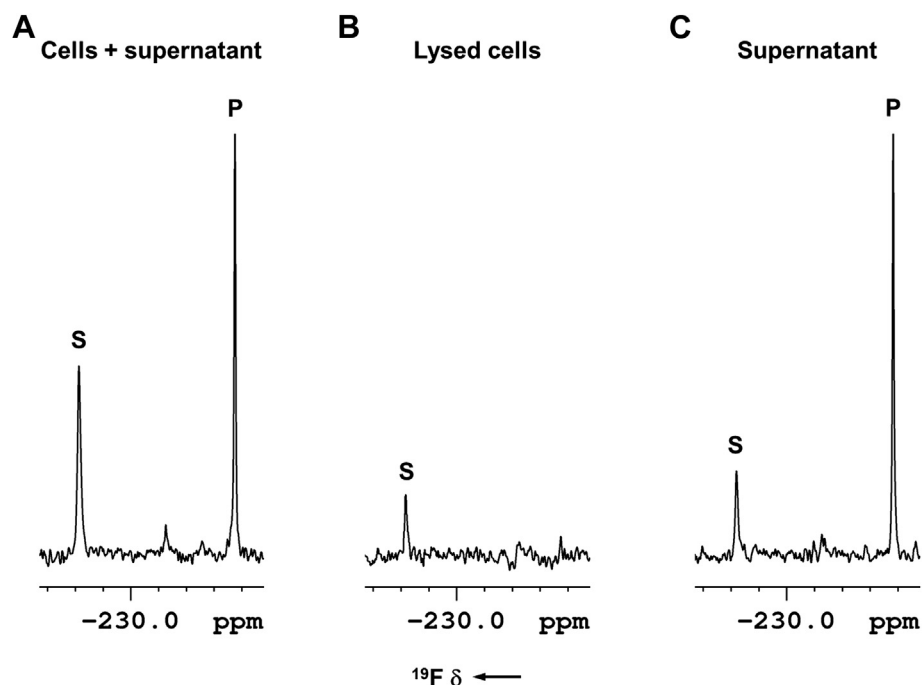 A
Cells + supernatant
P
S
−230.0 ppm
B
Lysed cells
S
−230.0 ppm
C
Supernatant
P
S
−230.0 ppm
¹⁹F δ ←